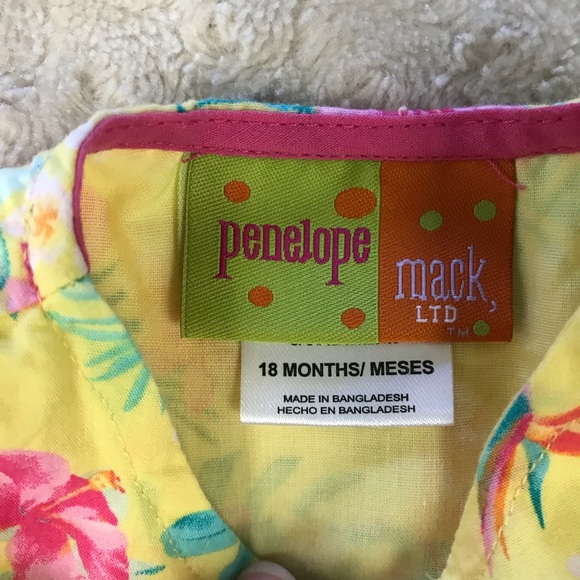 penelope
mack,
LTD
TM
18 MONTHS/ MESES
MADE IN BANGLADESH
HECHO EN BANGLADESH